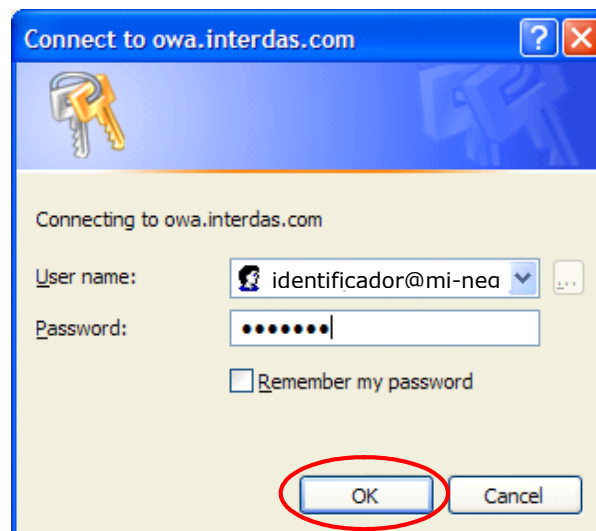 Connect to owa.interdas.com
Connecting to owa.interdas.com
User name: identificador@mi-neg ...
Password: •••••••
Remember my password
OK Cancel